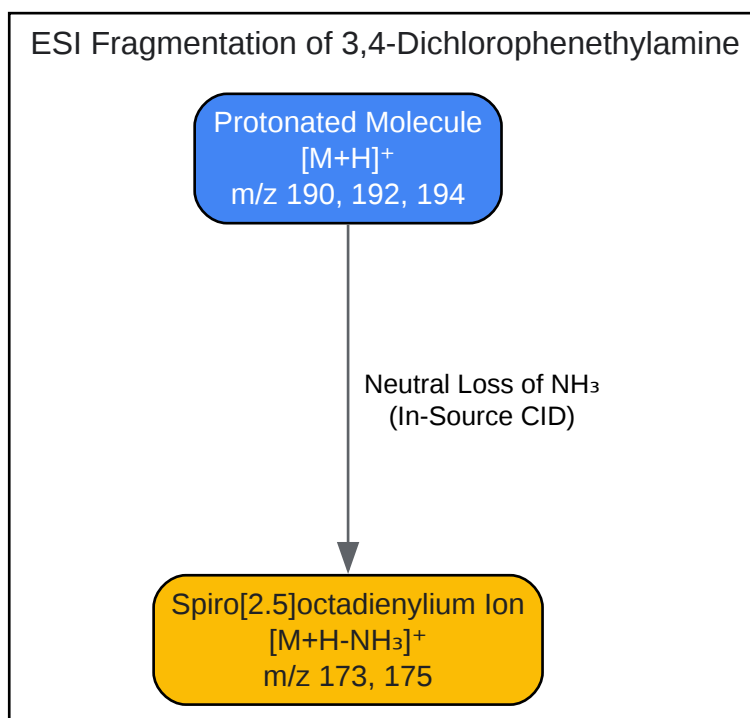 ESI Fragmentation of 3,4-Dichlorophenethylamine
Protonated Molecule
[M+H]⁺
m/z 190, 192, 194
Neutral Loss of NH₃
(In-Source CID)
Spiro[2.5]octadienylium Ion
[M+H-NH₃]⁺
m/z 173, 175